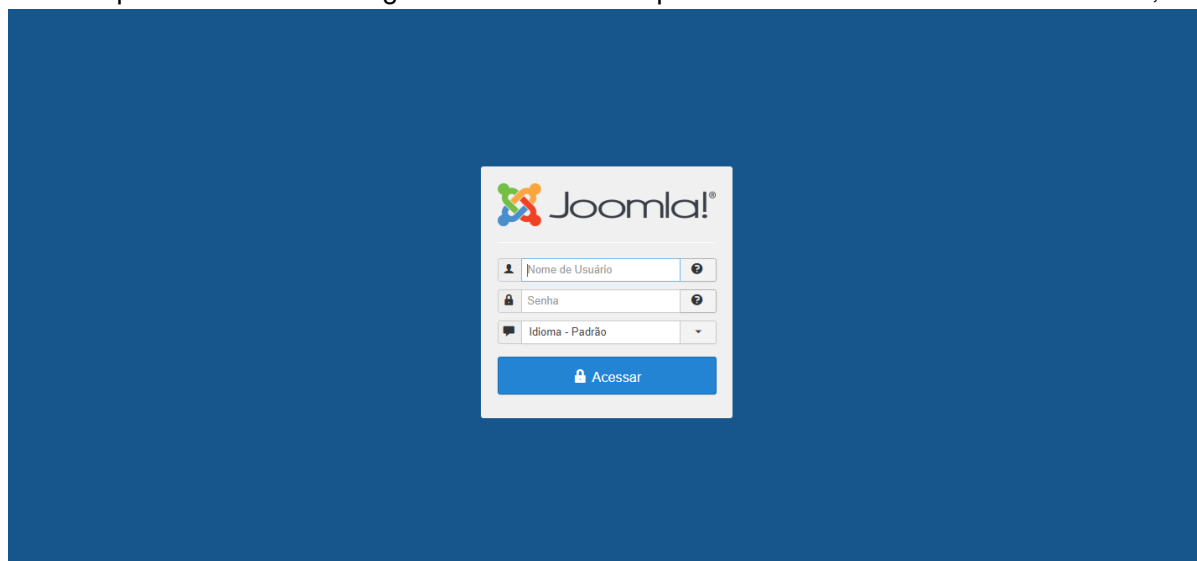 Joomla!®
Nome de Usuário
Senha
Idioma - Padrão
Acessar